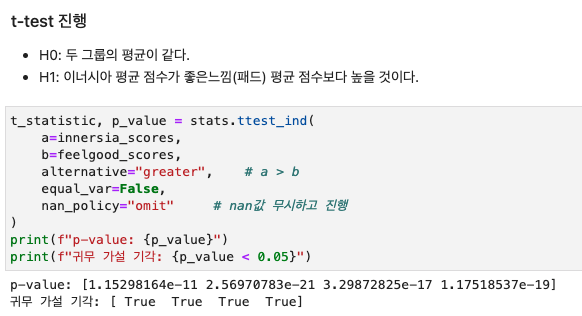 t-test 진행
• H0: 두 그룹의 평균이 같다.
• H1: 이너시아 평균 점수가 좋은느낌(패드) 평균 점수보다 높을 것이다.
t_statistic, p_value = stats.ttest_ind(
    a=innersia_scores,
    b=feelgood_scores,
    alternative="greater",    # a > b
    equal_var=False,
    nan_policy="omit"     # nan값 무시하고 진행
)
print(f"p-value: {p_value}")
print(f"귀무 가설 기각: {p_value < 0.05}")
p-value: [1.15298164e-11 2.56970783e-21 3.29872825e-17 1.17518537e-19]
귀무 가설 기각: [ True  True  True  True]